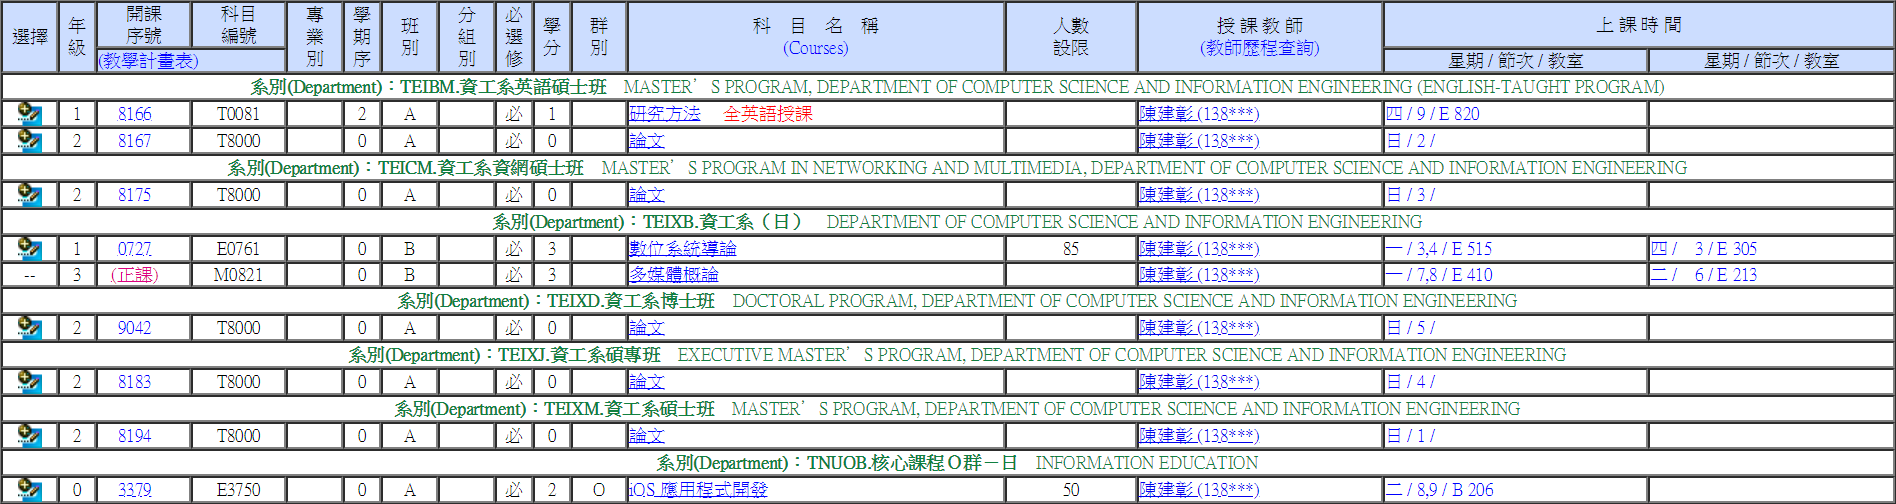 選擇 年級 開課序號 科目編號 專業別 學期序 班別 分組別 必選修 學分 群別 科 目 名 稱 (Courses) 人數設限 授 課 教 師 (教師歷程查詢) 上 課 時 間
(教學計畫表) 星期 / 節次 / 教室 星期 / 節次 / 教室
系別(Department)：TEIBM.資工系英語碩士班 MASTER’S PROGRAM, DEPARTMENT OF COMPUTER SCIENCE AND INFORMATION ENGINEERING (ENGLISH-TAUGHT PROGRAM)
1 8166 T0081 2 A 必 1 研究方法 全英語授課 陳建彰 (138***) 四 / 9 / E 820
2 8167 T8000 0 A 必 0 論文 陳建彰 (138***) 日 / 2 /
系別(Department)：TEICM.資工系資網碩士班 MASTER’S PROGRAM IN NETWORKING AND MULTIMEDIA, DEPARTMENT OF COMPUTER SCIENCE AND INFORMATION ENGINEERING
2 8175 T8000 0 A 必 0 論文 陳建彰 (138***) 日 / 3 /
系別(Department)：TEIXB.資工系（日） DEPARTMENT OF COMPUTER SCIENCE AND INFORMATION ENGINEERING
1 0727 E0761 0 B 必 3 數位系統導論 85 陳建彰 (138***) 一 / 3,4 / E 515 四 / 3 / E 305
-- 3 (正課) M0821 0 B 必 3 多媒體概論 陳建彰 (138***) 一 / 7,8 / E 410 二 / 6 / E 213
系別(Department)：TEIXD.資工系博士班 DOCTORAL PROGRAM, DEPARTMENT OF COMPUTER SCIENCE AND INFORMATION ENGINEERING
2 9042 T8000 0 A 必 0 論文 陳建彰 (138***) 日 / 5 /
系別(Department)：TEIXJ.資工系碩專班 EXECUTIVE MASTER’S PROGRAM, DEPARTMENT OF COMPUTER SCIENCE AND INFORMATION ENGINEERING
2 8183 T8000 0 A 必 0 論文 陳建彰 (138***) 日 / 4 /
系別(Department)：TEIXM.資工系碩士班 MASTER’S PROGRAM, DEPARTMENT OF COMPUTER SCIENCE AND INFORMATION ENGINEERING
2 8194 T8000 0 A 必 0 論文 陳建彰 (138***) 日 / 1 /
系別(Department)：TNUOB.核心課程Ｏ群－日 INFORMATION EDUCATION
0 3379 E3750 0 A 必 2 O iOS 應用程式開發 50 陳建彰 (138***) 二 / 8,9 / B 206